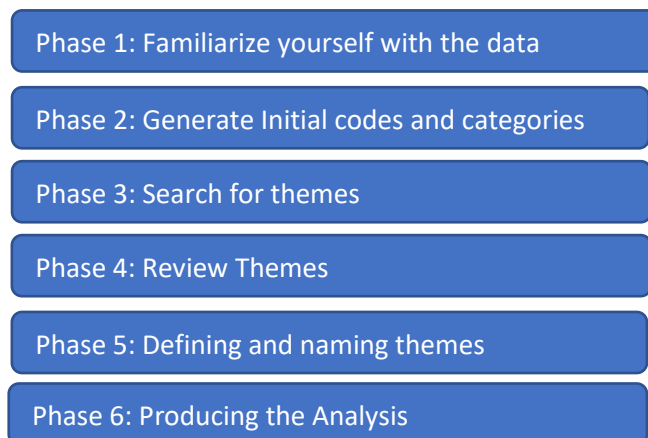 Phase 1: Familiarize yourself with the data
Phase 2: Generate Initial codes and categories
Phase 3: Search for themes
Phase 4: Review Themes
Phase 5: Defining and naming themes
Phase 6: Producing the Analysis